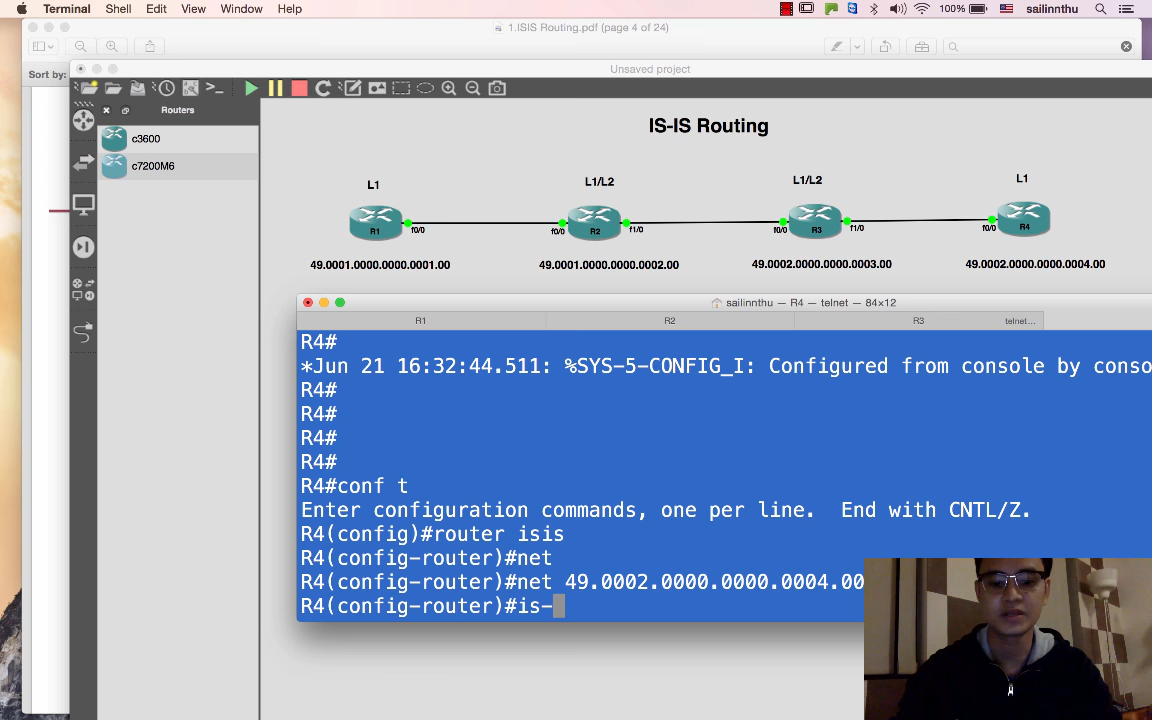 Terminal Shell Edit View Window Help 100% sailinnthu
1.ISIS Routing.pdf (page 4 of 24)
Sort by:
Unsaved project
Routers
c3600
c7200M6
IS-IS Routing
L1 L1/L2 L1/L2 L1
R1 f0/0 f0/0 R2 f1/0 f0/0 R3 f1/0 f0/0 R4
49.0001.0000.0000.0001.00 49.0001.0000.0000.0002.00 49.0002.0000.0000.0003.00 49.0002.0000.0000.0004.00
sailinnthu — R4 — telnet — 84×12
R1 R2 R3 telnet...
R4#
*Jun 21 16:32:44.511: %SYS-5-CONFIG_I: Configured from console by conso
R4#
R4#
R4#
R4#
R4#conf t
Enter configuration commands, one per line. End with CNTL/Z.
R4(config)#router isis
R4(config-router)#net
R4(config-router)#net 49.0002.0000.0000.0004.00
R4(config-router)#is-